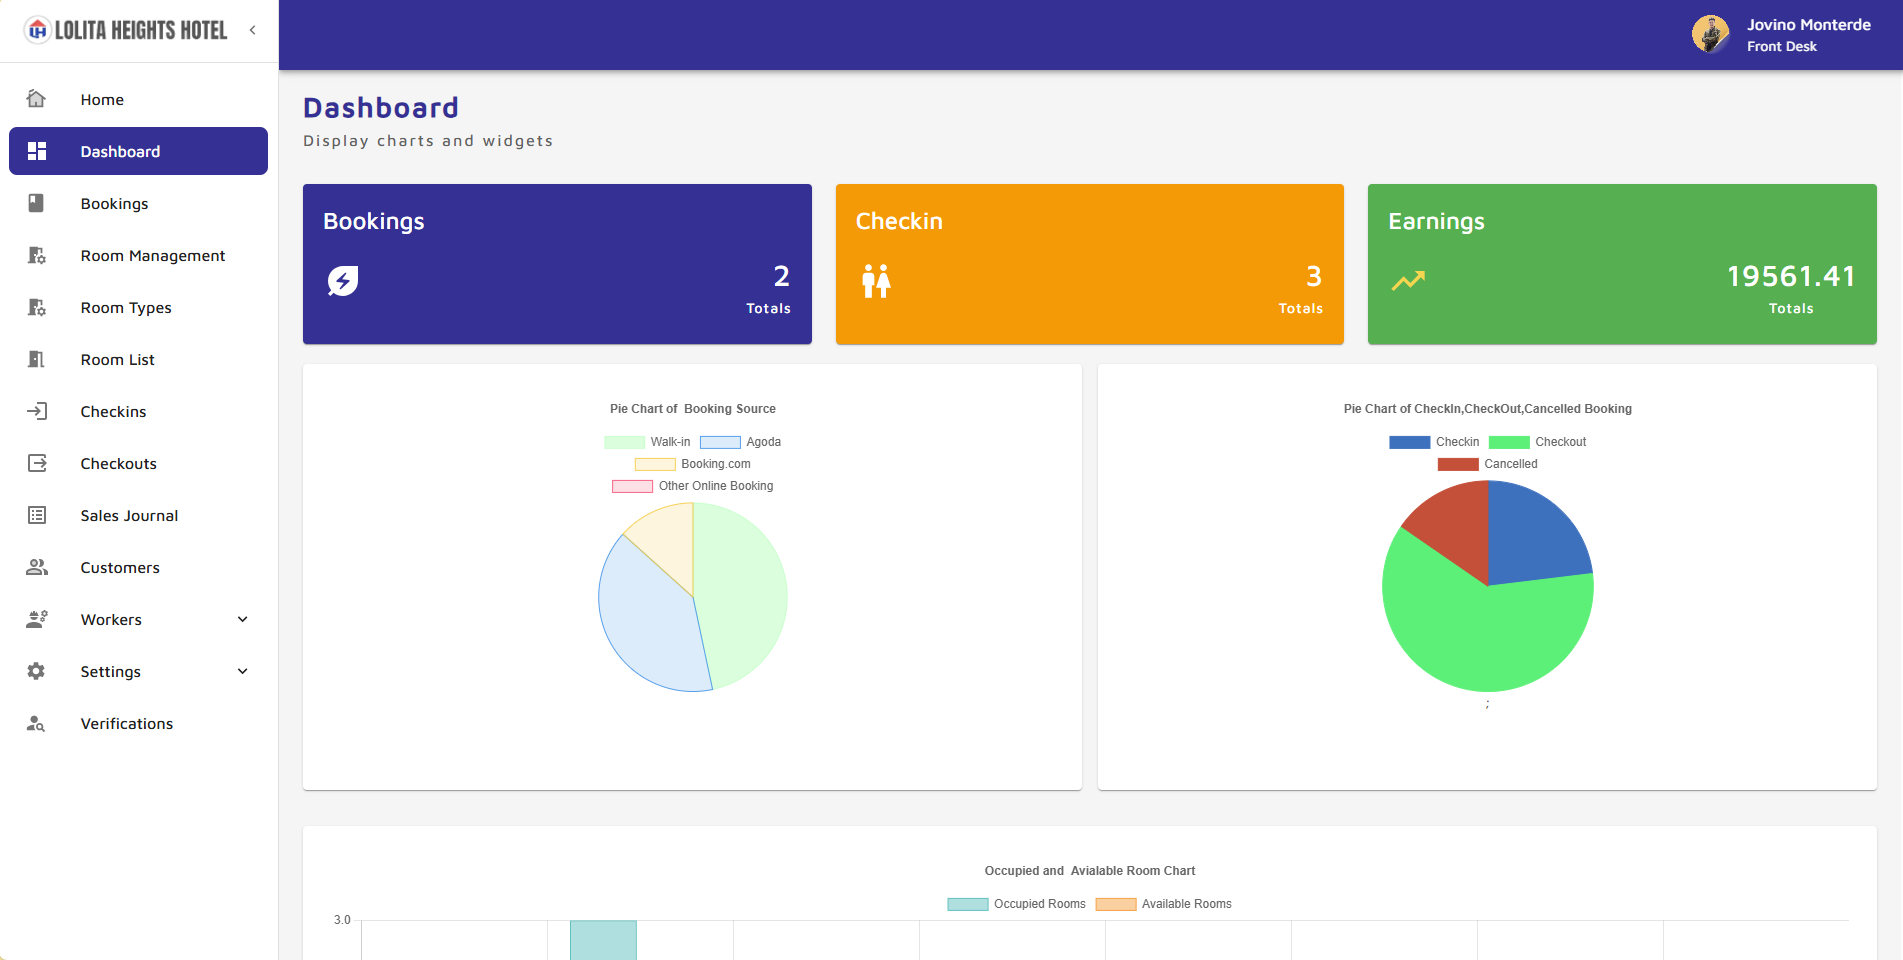 LOLITA HEIGHTS HOTEL
Jovino Monterde
Front Desk
Home
Dashboard
Bookings
Room Management
Room Types
Room List
Checkins
Checkouts
Sales Journal
Customers
Workers
Settings
Verifications
Dashboard
Display charts and widgets
Bookings
2
Totals
Checkin
3
Totals
Earnings
19561.41
Totals
Pie Chart of Booking Source
Walk-in Agoda
Booking.com
Other Online Booking
Pie Chart of CheckIn,CheckOut,Cancelled Booking
Checkin Checkout
Cancelled
;
Occupied and Avialable Room Chart
Occupied Rooms Available Rooms
3.0